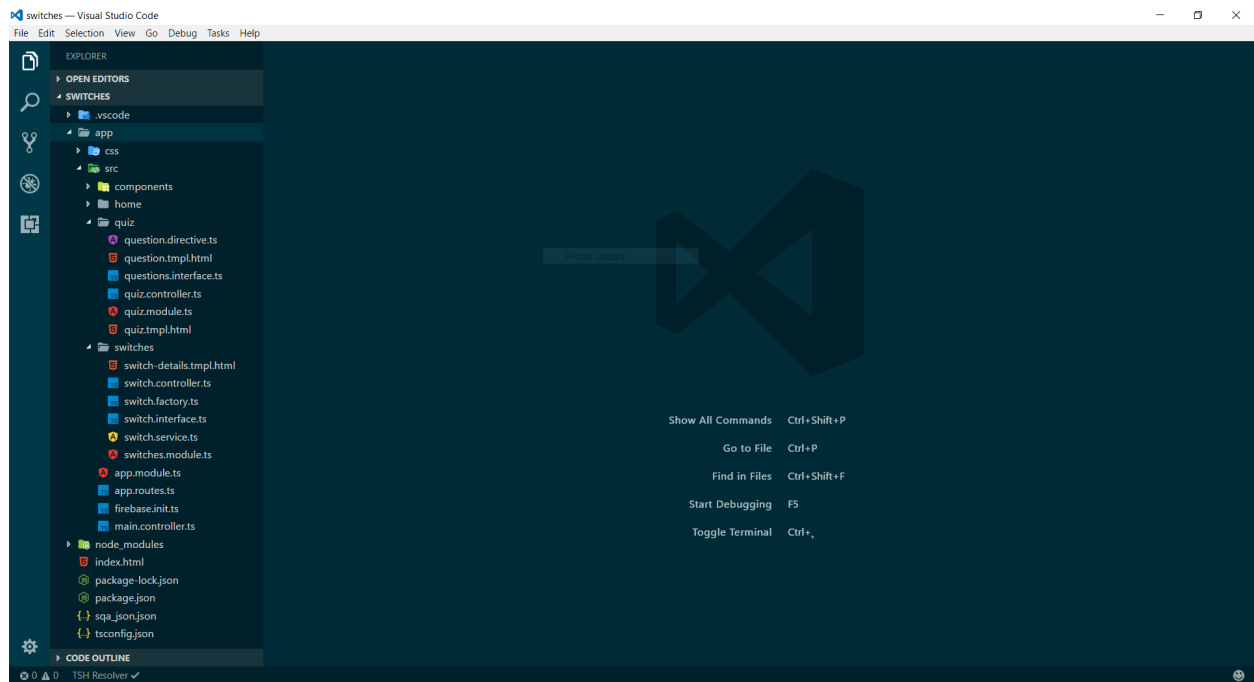 switches — Visual Studio Code
File Edit Selection View Go Debug Tasks Help
EXPLORER
OPEN EDITORS
SWITCHES
.vscode
app
css
src
components
home
quiz
question.directive.ts
question.tmpl.html
questions.interface.ts
quiz.controller.ts
quiz.module.ts
quiz.tmpl.html
switches
switch-details.tmpl.html
switch.controller.ts
switch.factory.ts
switch.interface.ts
switch.service.ts
switches.module.ts
app.module.ts
app.routes.ts
firebase.init.ts
main.controller.ts
node_modules
index.html
package-lock.json
package.json
sqa_json.json
tsconfig.json
CODE OUTLINE
Show All Commands Ctrl+Shift+P
Go to File Ctrl+P
Find in Files Ctrl+Shift+F
Start Debugging F5
Toggle Terminal Ctrl+¸
0 0 TSH Resolver